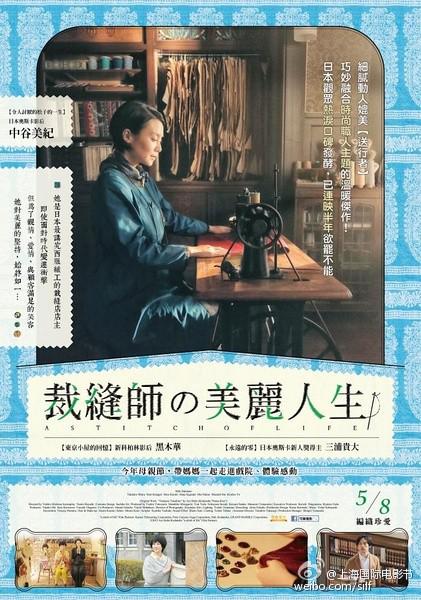 細膩動人媲美【送行者】
巧妙融合時尚職人主題的溫暖傑作！
日本觀眾熱淚口碑發酵，已連映半年欲罷不能
【令人討厭的松子的一生】
日本奧斯卡影后
中谷美紀
她是日本最講究西服縫工的裁縫店店主
即使面對時代變遷衝擊
但為了親情、愛情、與顧客滿足的笑容
她對美麗的堅持，始終如一…
裁縫師の美麗人生
A STITCH OF LIFE
【東京小屋的回憶】新科柏林影后 黑木華
【永遠的零】日本奧斯卡新人獎得主 三浦貴大
今年母親節，帶媽媽一起走進戲院、體驗感動
5/8
編織珍愛
@上海国际电影节
weibo.com/siff